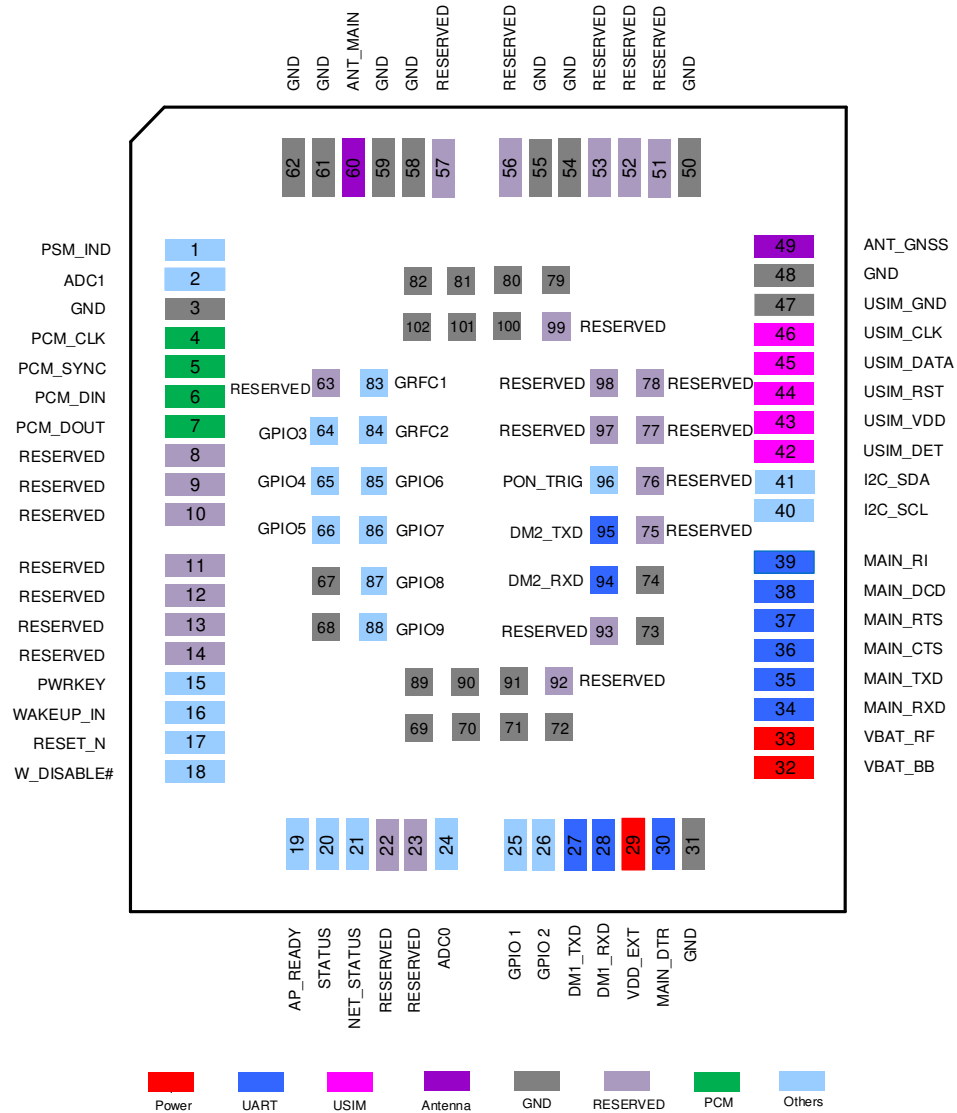 GND GND ANT_MAIN GND GND RESERVED RESERVED GND GND RESERVED RESERVED RESERVED GND
62 61 60 59 58 57 56 55 54 53 52 51 50
PSM_IND 1 49 ANT_GNSS
ADC1 2 82 81 80 79 48 GND
GND 3 47 USIM_GND
PCM_CLK 4 102 101 100 99 RESERVED 46 USIM_CLK
PCM_SYNC 5 45 USIM_DATA
RESERVED 63 83 GRFC1 RESERVED 98 78 RESERVED
PCM_DIN 6 44 USIM_RST
PCM_DOUT 7 43 USIM_VDD
GPIO3 64 84 GRFC2 RESERVED 97 77 RESERVED
RESERVED 8 42 USIM_DET
RESERVED 9 GPIO4 65 85 GPIO6 PON_TRIG 96 76 RESERVED 41 I2C_SDA
RESERVED 10 40 I2C_SCL
GPIO5 66 86 GPIO7 DM2_TXD 95 75 RESERVED
RESERVED 11 39 MAIN_RI
67 87 GPIO8 DM2_RXD 94 74
RESERVED 12 38 MAIN_DCD
RESERVED 13 68 88 GPIO9 RESERVED 93 73 37 MAIN_RTS
RESERVED 14 36 MAIN_CTS
PWRKEY 15 89 90 91 92 RESERVED 35 MAIN_TXD
WAKEUP_IN 16 34 MAIN_RXD
RESET_N 17 69 70 71 72 33 VBAT_RF
W_DISABLE# 18 32 VBAT_BB
19 20 21 22 23 24 25 26 27 28 29 30 31
AP_READY STATUS NET_STATUS RESERVED RESERVED ADC0 GPIO 1 GPIO 2 DM1_TXD DM1_RXD VDD_EXT MAIN_DTR GND
Power UART USIM Antenna GND RESERVED PCM Others